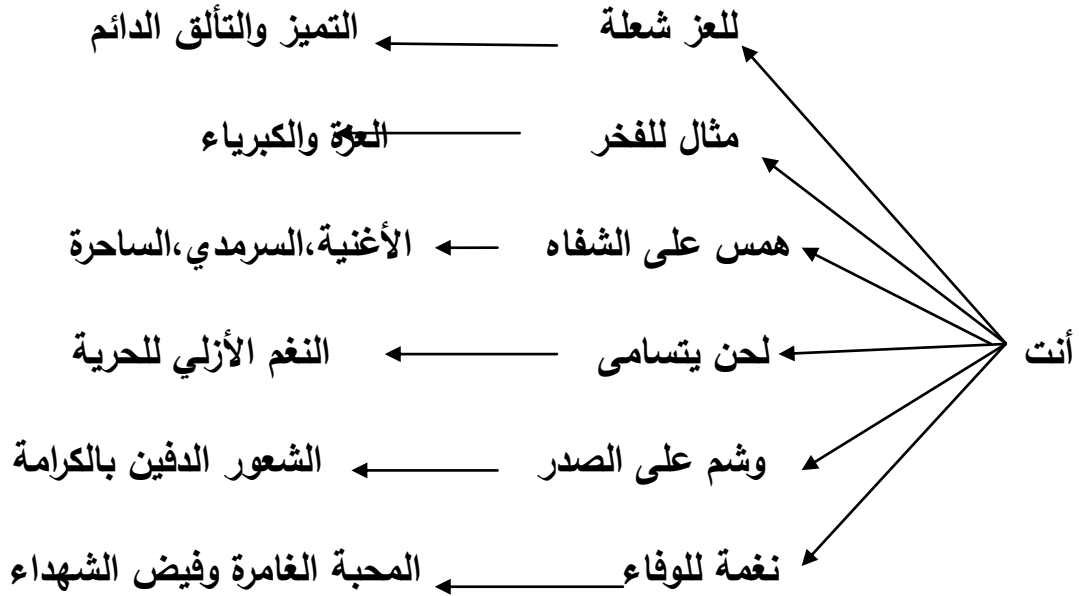 للعز شعلة التميز والتألق الدائم
مثال للفخر العزة والكبرياء
همس على الشفاه الأغنية،السرمدي،الساحرة
أنت لحن يتسامى النغم الأزلي للحرية
وشم على الصدر الشعور الدفين بالكرامة
نغمة للوفاء المحبة الغامرة وفيض الشهداء